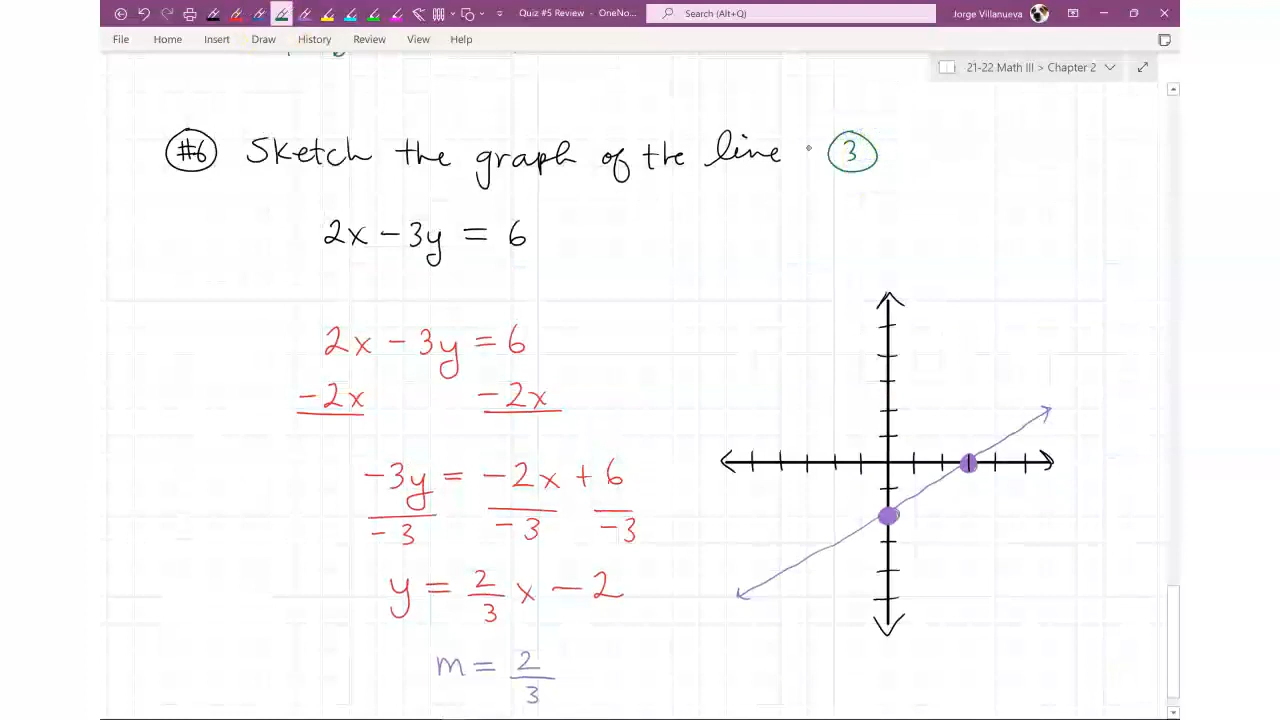 Quiz #5 Review - OneNo...
Search (Alt+Q)
Jorge Villanueva
File Home Insert Draw History Review View Help
21-22 Math III > Chapter 2
#6 Sketch the graph of the line. 3
2x - 3y = 6
2x - 3y = 6
-2x -2x
-3y = -2x + 6
-3 -3 -3
y = 2/3 x - 2
m = 2/3